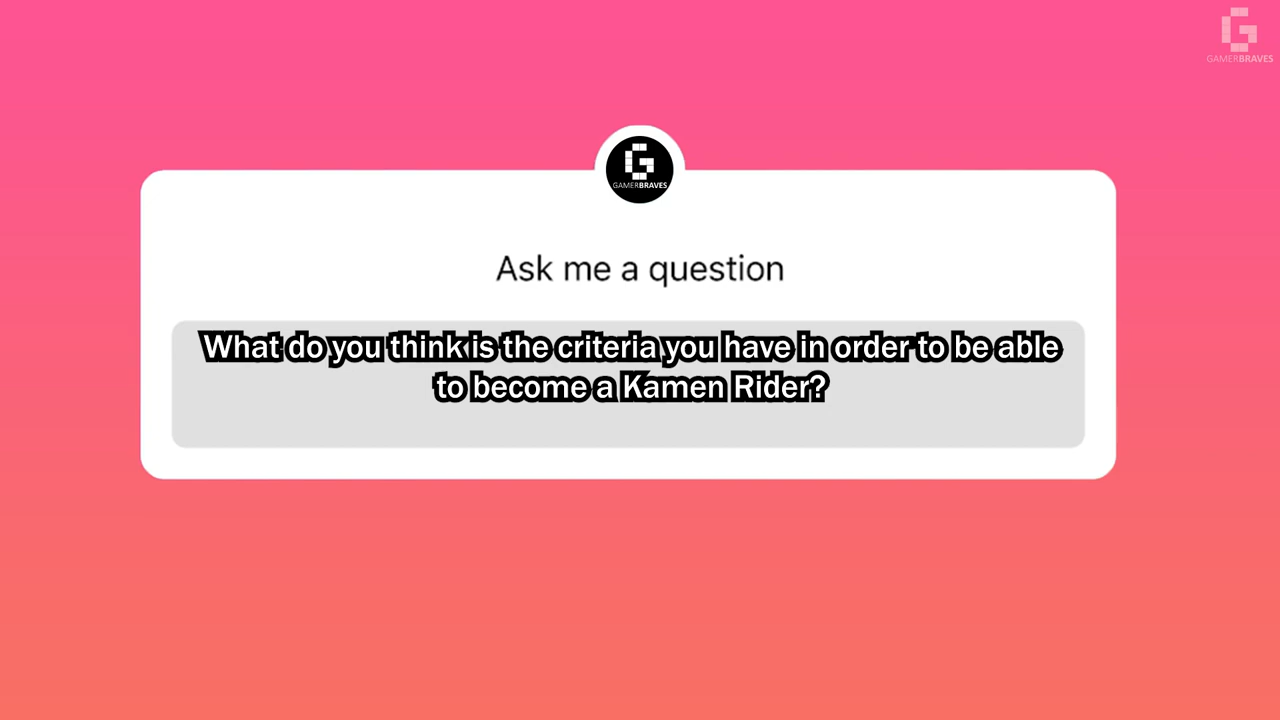 GAMERBRAVES
GAMERBRAVES
Ask me a question
What do you think is the criteria you have in order to be able
to become a Kamen Rider?